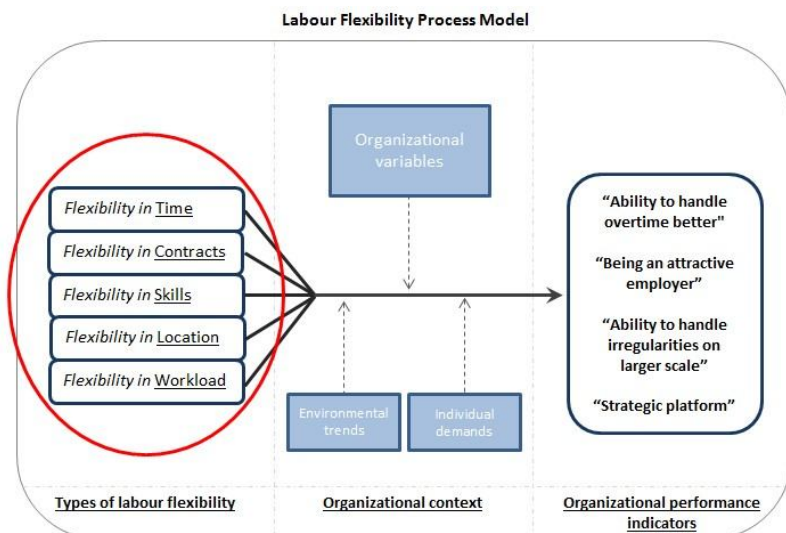 Labour Flexibility Process Model
Flexibility in Time
Flexibility in Contracts
Flexibility in Skills
Flexibility in Location
Flexibility in Workload
Types of labour flexibility
Organizational
variables
Environmental
trends
Individual
demands
Organizational context
“Ability to handle
overtime better"
“Being an attractive
employer”
“Ability to handle
irregularities on
larger scale”
“Strategic platform”
Organizational performance
indicators